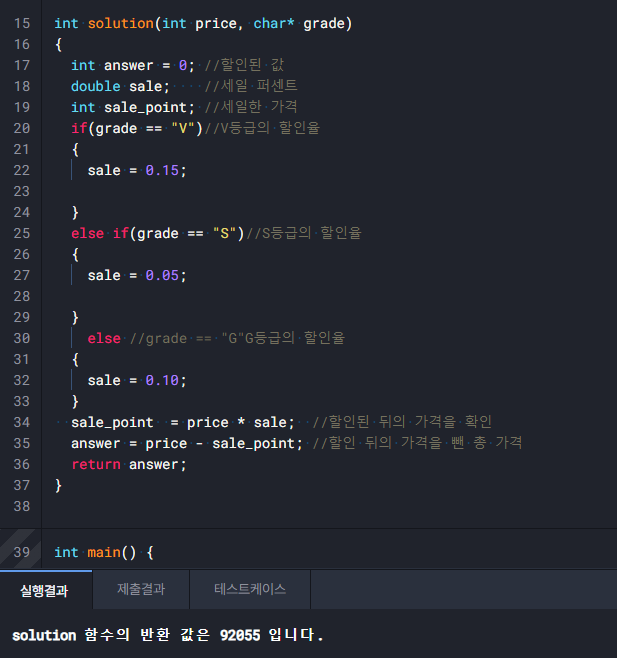 15 int solution(int price, char* grade)
16 {
17 int answer = 0; //할인된 값
18 double sale; //세일 퍼센트
19 int sale_point; //세일한 가격
20 if(grade == "V")//V등급의 할인율
21 {
22 sale = 0.15;
23
24 }
25 else if(grade == "S")//S등급의 할인율
26 {
27 sale = 0.05;
28
29 }
30 else //grade == "G"G등급의 할인율
31 {
32 sale = 0.10;
33 }
34 sale_point = price * sale; //할인된 뒤의 가격을 확인
35 answer = price - sale_point; //할인 뒤의 가격을 뺀 총 가격
36 return answer;
37 }
38
39 int main() {
실행결과 제출결과 테스트케이스
solution 함수의 반환 값은 92055 입니다.